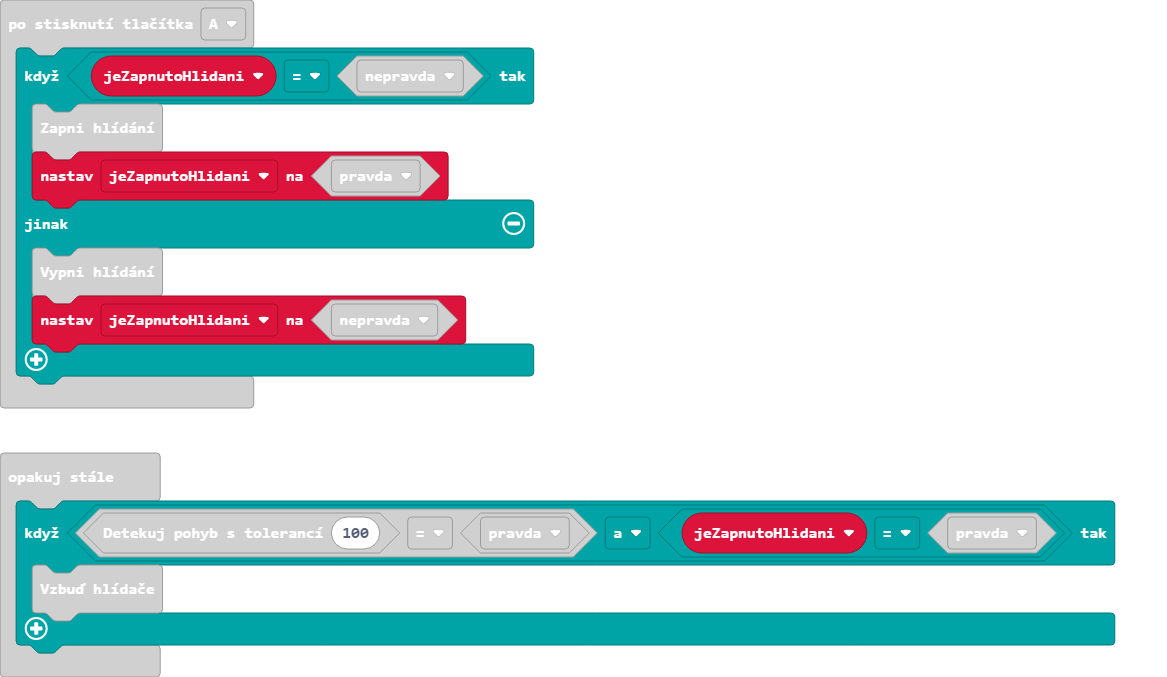 po stisknutí tlačítka A
když jeZapnutoHlidani = nepravda tak
Zapni hlídání
nastav jeZapnutoHlidani na pravda
jinak
Vypni hlídání
nastav jeZapnutoHlidani na nepravda
opakuj stále
když Detekuj pohyb s tolerancí 100 = pravda a jeZapnutoHlidani = pravda tak
Vzbuď hlídače